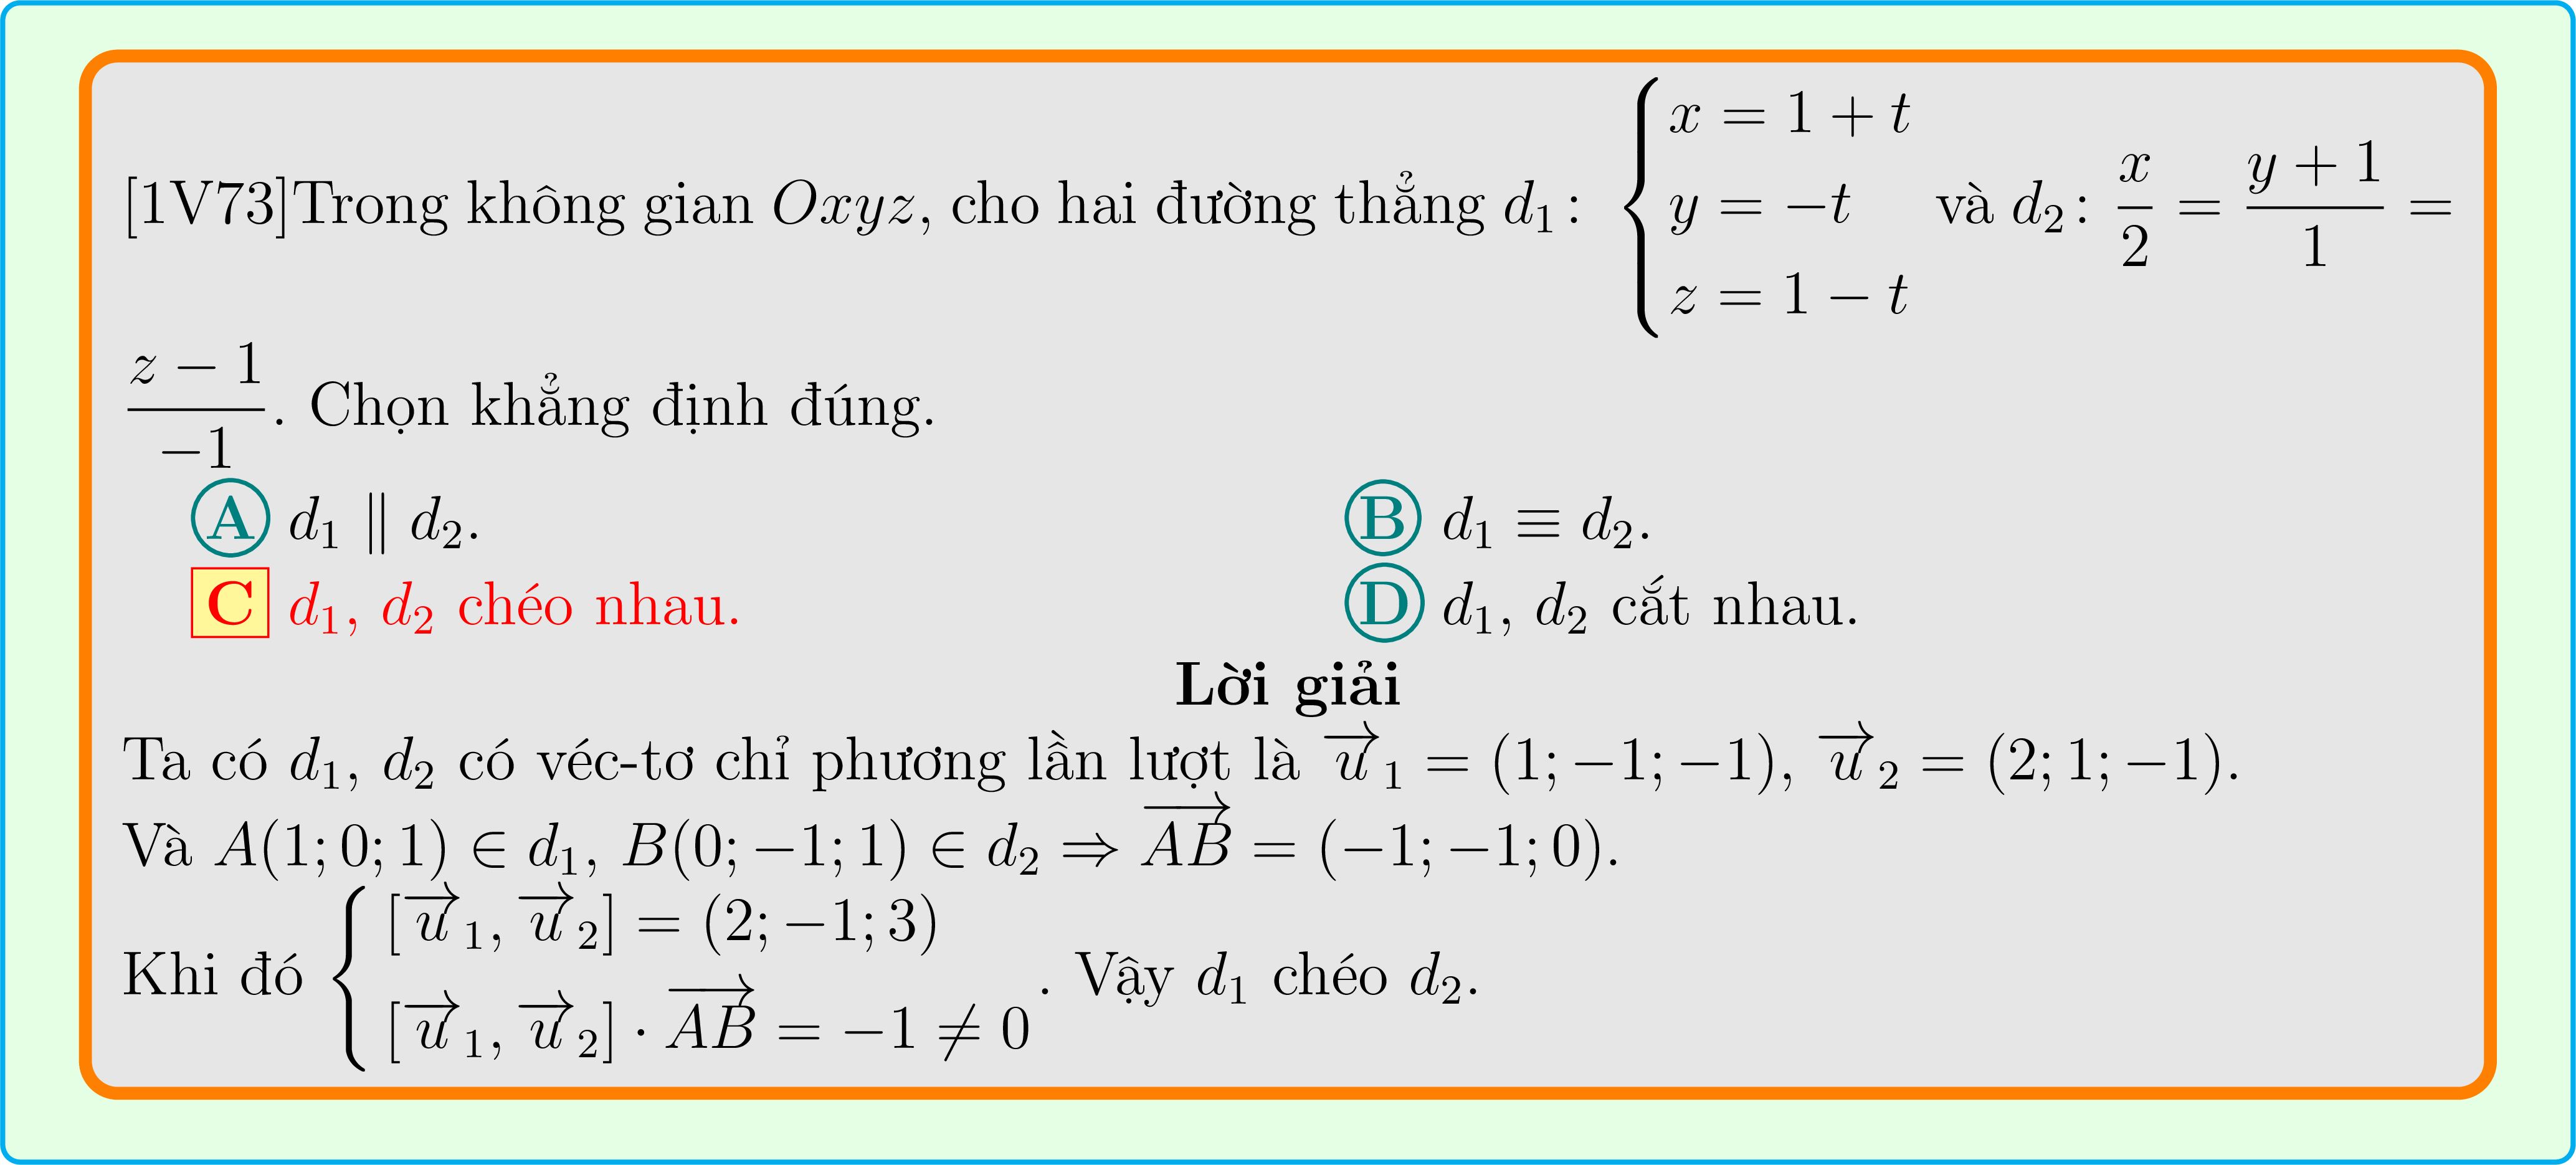 [1V73]Trong không gian $Oxyz$, cho hai đường thẳng $d_1\colon \begin{cases} x = 1 + t \\ y = -t \\ z = 1 - t \end{cases}$ và $d_2\colon \dfrac{x}{2} = \dfrac{y + 1}{1} =$
$\dfrac{z - 1}{-1}$. Chọn khẳng định đúng.
A $d_1 \parallel d_2$.
B $d_1 \equiv d_2$.
C $d_1$, $d_2$ chéo nhau.
D $d_1$, $d_2$ cắt nhau.
Lời giải
Ta có $d_1$, $d_2$ có véc-tơ chỉ phương lần lượt là $\overrightarrow{u}_1 = (1; -1; -1)$, $\overrightarrow{u}_2 = (2; 1; -1)$.
Và $A(1; 0; 1) \in d_1$, $B(0; -1; 1) \in d_2 \Rightarrow \overrightarrow{AB} = (-1; -1; 0)$.
Khi đó $\begin{cases} [\overrightarrow{u}_1, \overrightarrow{u}_2] = (2; -1; 3) \\ [\overrightarrow{u}_1, \overrightarrow{u}_2] \cdot \overrightarrow{AB} = -1 \neq 0 \end{cases}$. Vậy $d_1$ chéo $d_2$.